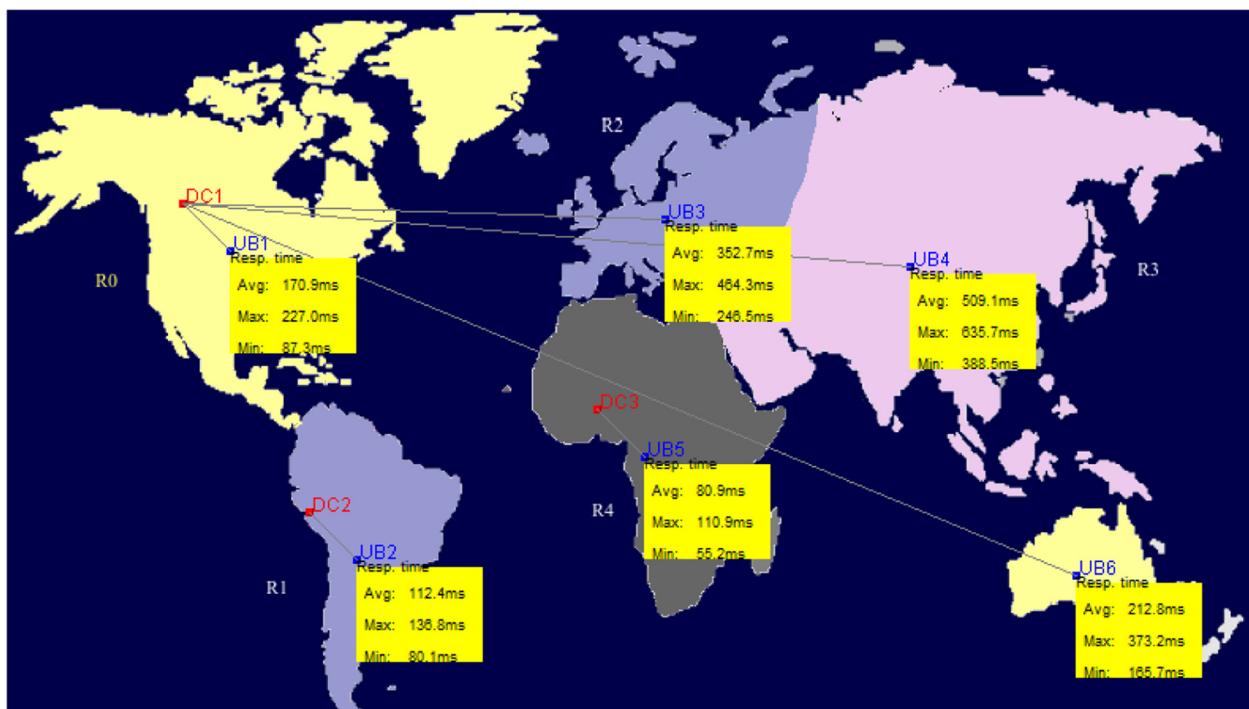 R2
DC1
UB3
Resp. time
Avg: 352.7ms
Max: 464.3ms
Min: 246.5ms
UB1
Resp. time
Avg: 170.9ms
Max: 227.0ms
Min: 87.3ms
R0
UB4
Resp. time
Avg: 509.1ms
Max: 635.7ms
Min: 388.5ms
R3
DC3
UB5
Resp. time
Avg: 80.9ms
Max: 110.9ms
Min: 55.2ms
R4
DC2
UB2
Resp. time
Avg: 112.4ms
Max: 136.8ms
Min: 80.1ms
R1
UB6
Resp. time
Avg: 212.8ms
Max: 373.2ms
Min: 165.7ms